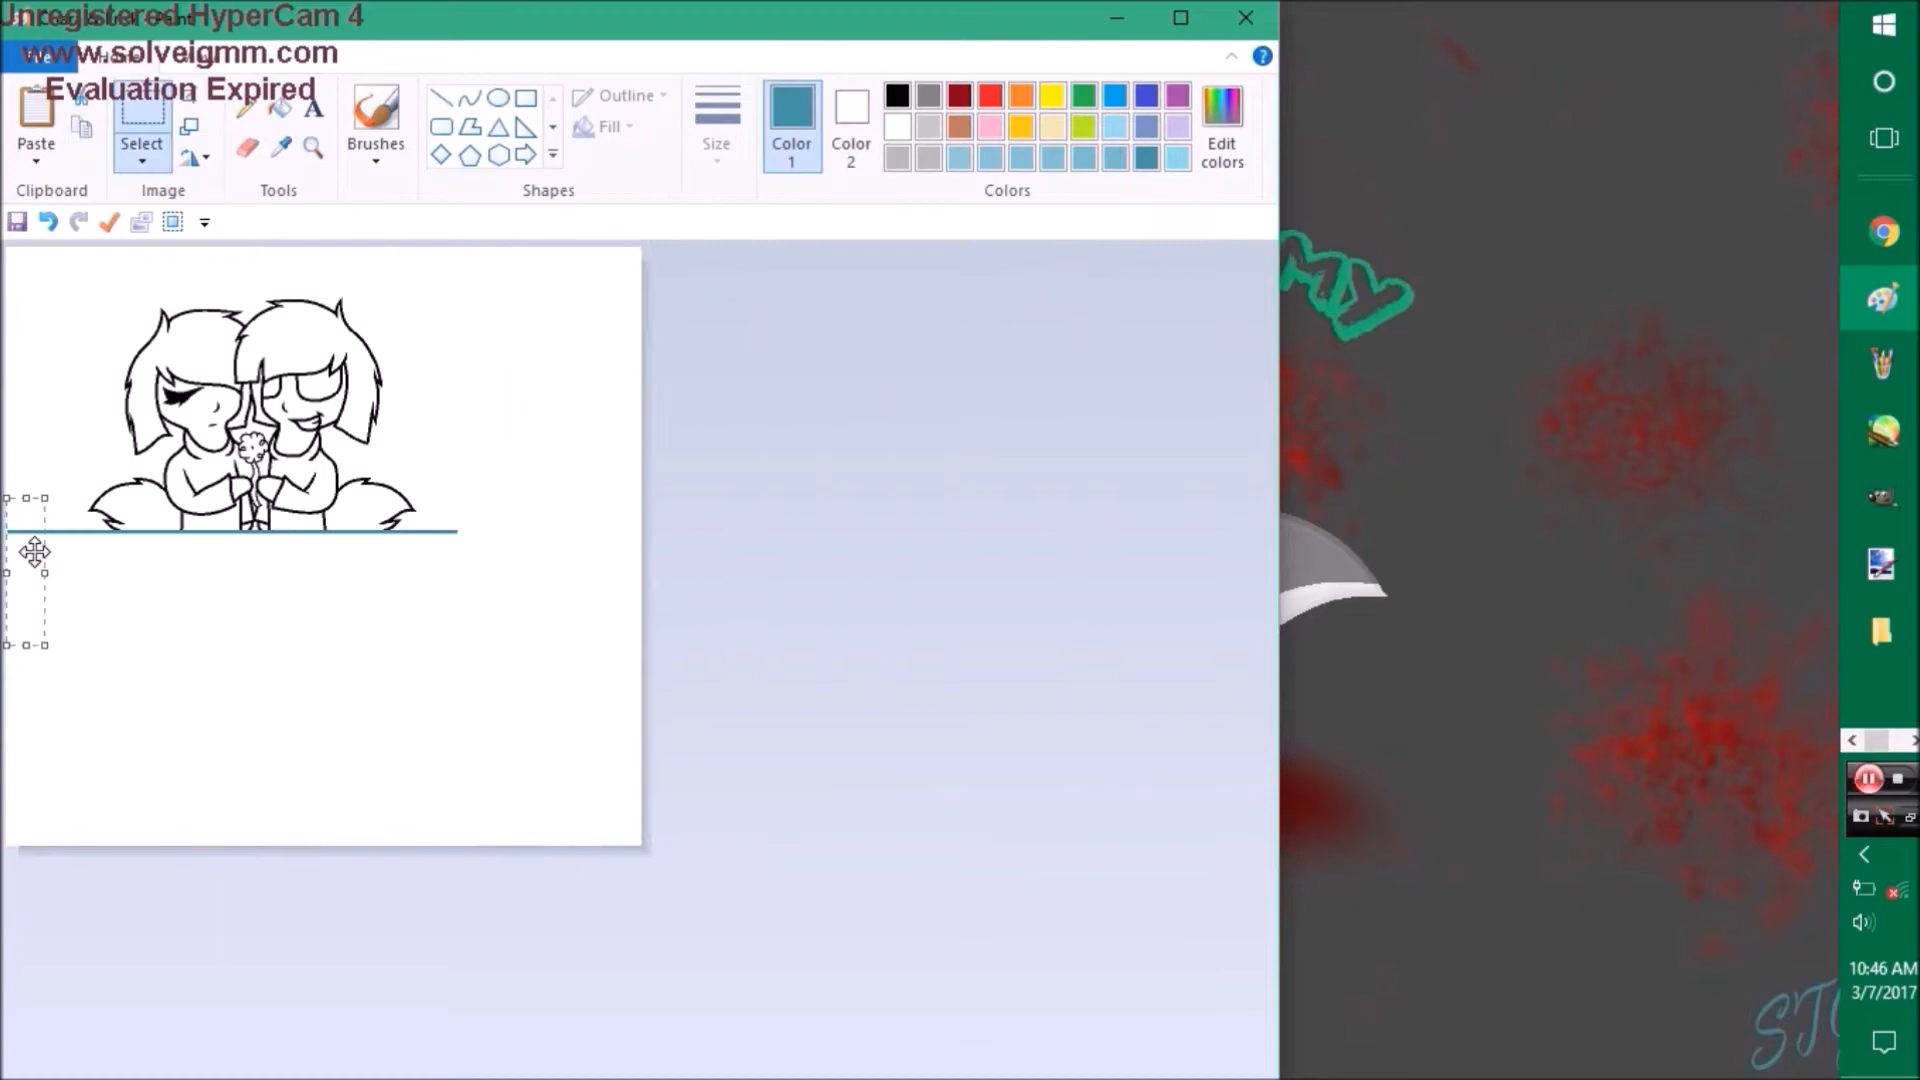 Unregistered HyperCam 4
www.solveigmm.com
Evaluation Expired
Paste
Select
Brushes
Outline
Fill
Size
Color
1
Color
2
Edit
colors
Clipboard
Image
Tools
Shapes
Colors
MY
10:46 AM
3/7/2017